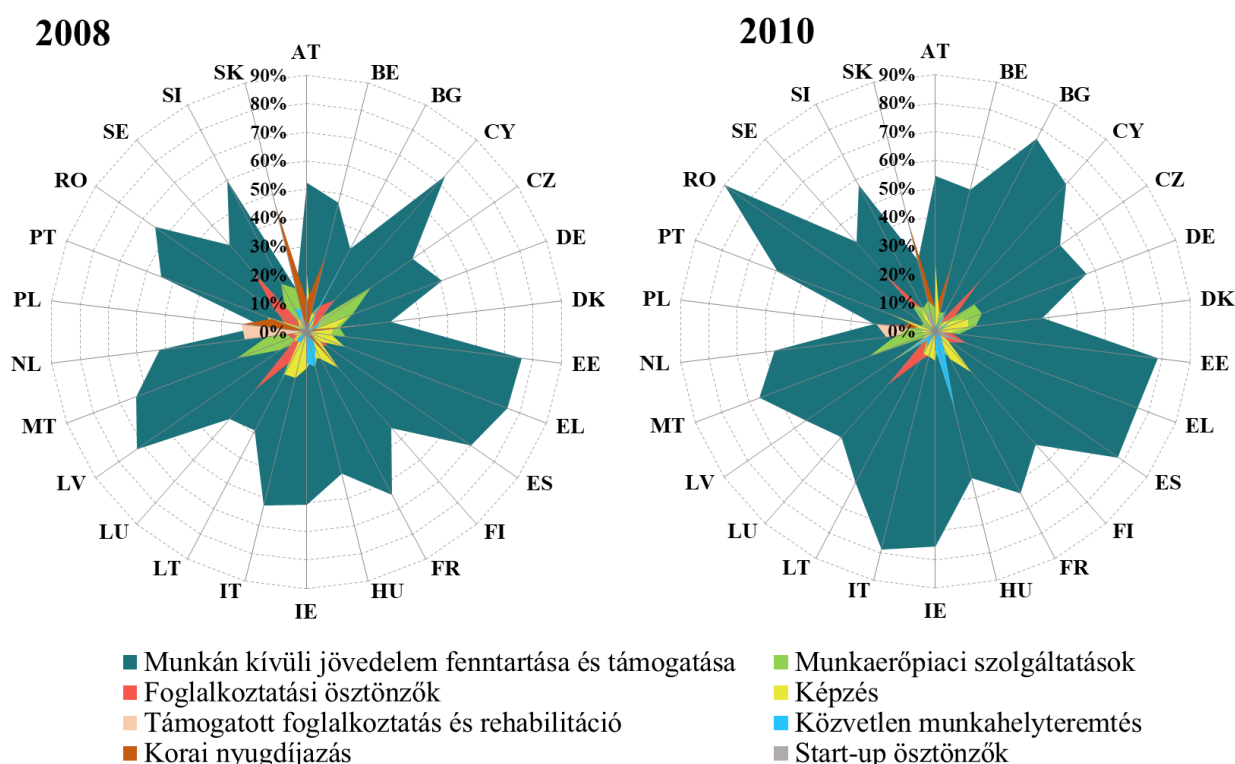 2008
2010
AT
BE
BG
CY
CZ
DE
DK
EE
EL
ES
FI
FR
HU
IE
IT
LT
LU
LV
MT
NL
PL
PT
RO
SE
SI
SK
90%
80%
70%
60%
50%
40%
30%
20%
10%
0%
AT
BE
BG
CY
CZ
DE
DK
EE
EL
ES
FI
FR
HU
IE
IT
LT
LU
LV
MT
NL
PL
PT
RO
SE
SI
SK
90%
80%
70%
60%
50%
40%
30%
20%
10%
0%
Munkán kívüli jövedelem fenntartása és támogatása
Foglalkoztatási ösztönzők
Támogatott foglalkoztatás és rehabilitáció
Korai nyugdíjazás
Munkaerőpiaci szolgáltatások
Képzés
Közvetlen munkahelyteremtés
Start-up ösztönzők